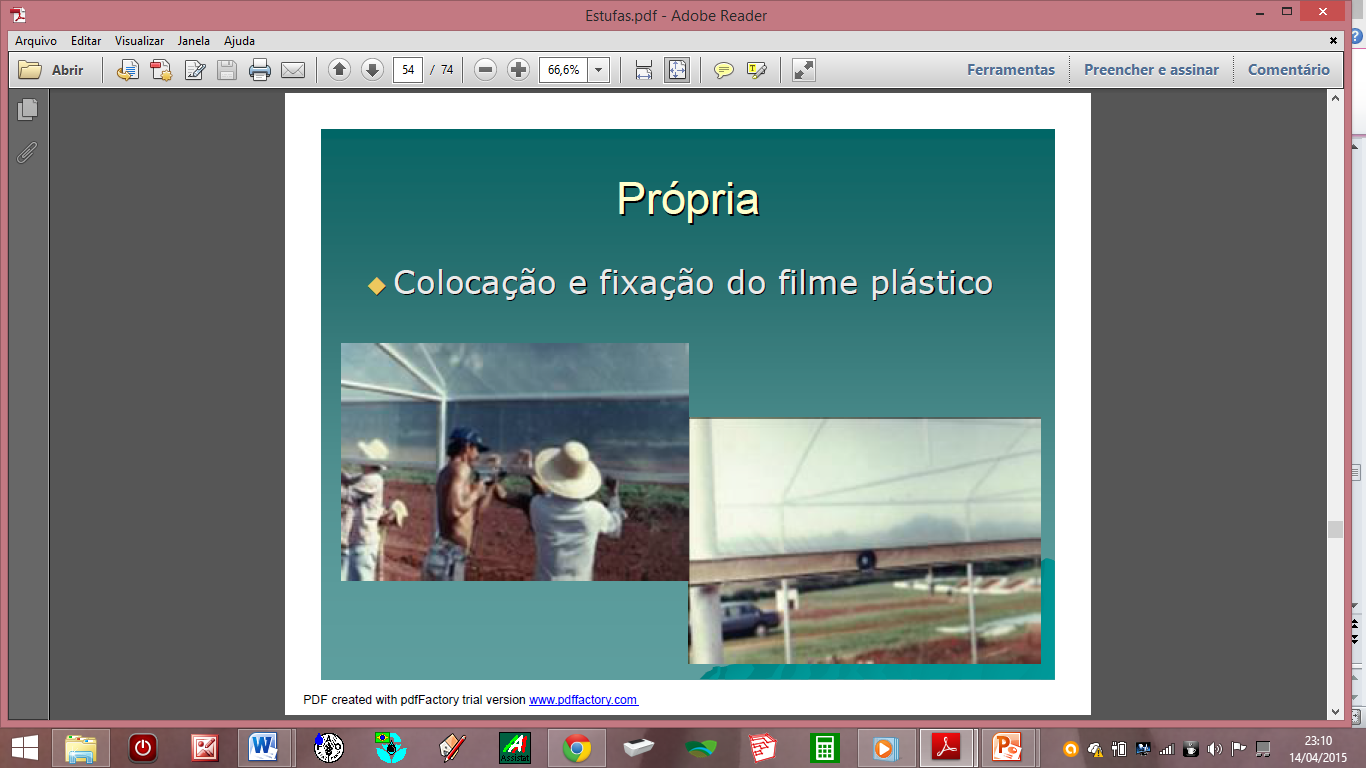 Estufas.pdf - Adobe Reader
Arquivo Editar Visualizar Janela Ajuda
Abrir 54 / 74 66,6% Ferramentas Preencher e assinar Comentário
Própria
Colocação e fixação do filme plástico
PDF created with pdfFactory trial version www.pdffactory.com
Assistat
23:10
14/04/2015